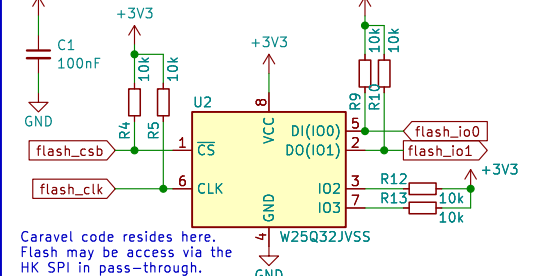 +3V3
C1
100nF
GND
10k
10k
R4
R5
+3V3
10k
10k
R9
R10
U2
8
VCC
flash_csb
1
CS
flash_clk
6
CLK
DI(IO0)
5
flash_io0
DO(IO1)
2
flash_io1
IO2
3
R12
10k
+3V3
IO3
7
R13
10k
GND
4
W25Q32JVSS
GND
Caravel code resides here.
Flash may be access via the
HK SPI in pass-through.